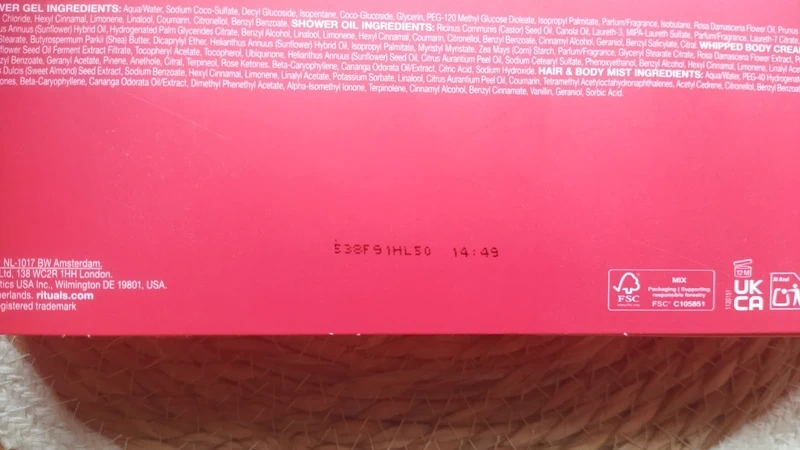 WER GEL INGREDIENTS: Aqua/Water, Sodium Coco-Sulfate, Decyl Glucoside, Isopentane, Coco-Glucoside, Glycerin, PEG-120 Methyl Glucose Dioleate, Isopropyl Palmitate, Parfum/Fragrance, Isobutane, Rosa Damascena Flower Oil, Prunus
Chloride, Hexyl Cinnamal, Limonene, Linalool, Coumarin, Citronellol, Benzyl Benzoate. SHOWER OIL INGREDIENTS: Ricinus Communis (Castor) Seed Oil, Canola Oil, Laureth-3, MIPA-Laureth Sulfate, Parfum/Fragrance, Laureth-7 Citrate
us Annuus (Sunflower) Hybrid Oil, Hydrogenated Palm Glycerides Citrate, Benzyl Alcohol, Linalool, Limonene, Hexyl Cinnamal, Coumarin, Citronellol, Benzyl Benzoate, Cinnamyl Alcohol, Geraniol, Benzyl Salicylate, Citral. WHIPPED BODY CREAM
Stearate, Butyrospermum Parkii (Shea) Butter, Dicaprylyl Ether, Helianthus Annuus (Sunflower) Hybrid Oil, Isopropyl Palmitate, Myristyl Myristate, Zea Mays (Corn) Starch, Parfum/Fragrance, Glyceryl Stearate Citrate, Rosa Damascena Flower Extract,
flower Seed Oil Ferment Extract Filtrate, Tocopheryl Acetate, Tocopherol, Ubiquinone, Helianthus Annuus (Sunflower) Seed Oil, Citrus Aurantium Peel Oil, Sodium Cetearyl Sulfate, Phenoxyethanol, Benzyl Alcohol, Hexyl Cinnamal, Limonene, Linalool, Linalyl
zyl Benzoate, Geranyl Acetate, Pinene, Anethole, Citral, Terpineol, Rose Ketones, Beta-Caryophyllene, Cananga Odorata Oil/Extract, Citric Acid, Sodium Hydroxide. HAIR & BODY MIST INGREDIENTS: Aqua/Water, PEG-40 Hydrogenat
Dulcis (Sweet Almond) Seed Extract, Sodium Benzoate, Hexyl Cinnamal, Limonene, Linalyl Acetate, Potassium Sorbate, Linalool, Citrus Aurantium Peel Oil, Coumarin, Tetramethyl Acetyloctahydronaphthalenes, Acetyl Cedrene, Citronellol, Benzyl Benzoat
ones, Beta-Caryophyllene, Cananga Odorata Oil/Extract, Dimethyl Phenethyl Acetate, Alpha-Isomethyl Ionone, Terpinolene, Cinnamyl Alcohol, Benzyl Cinnamate, Vanillin, Geraniol, Sorbic Acid.
538F91HL50 14:49
NL-1017 BW Amsterdam.
Ltd. 138 WC2R 1HH London.
tics USA Inc., Wilmington DE 19801, USA.
erlands. rituals.com
egistered trademark
FSC
MIX
Packaging | Supporting
responsible forestry
FSC® C105851
12 M
UK
CA